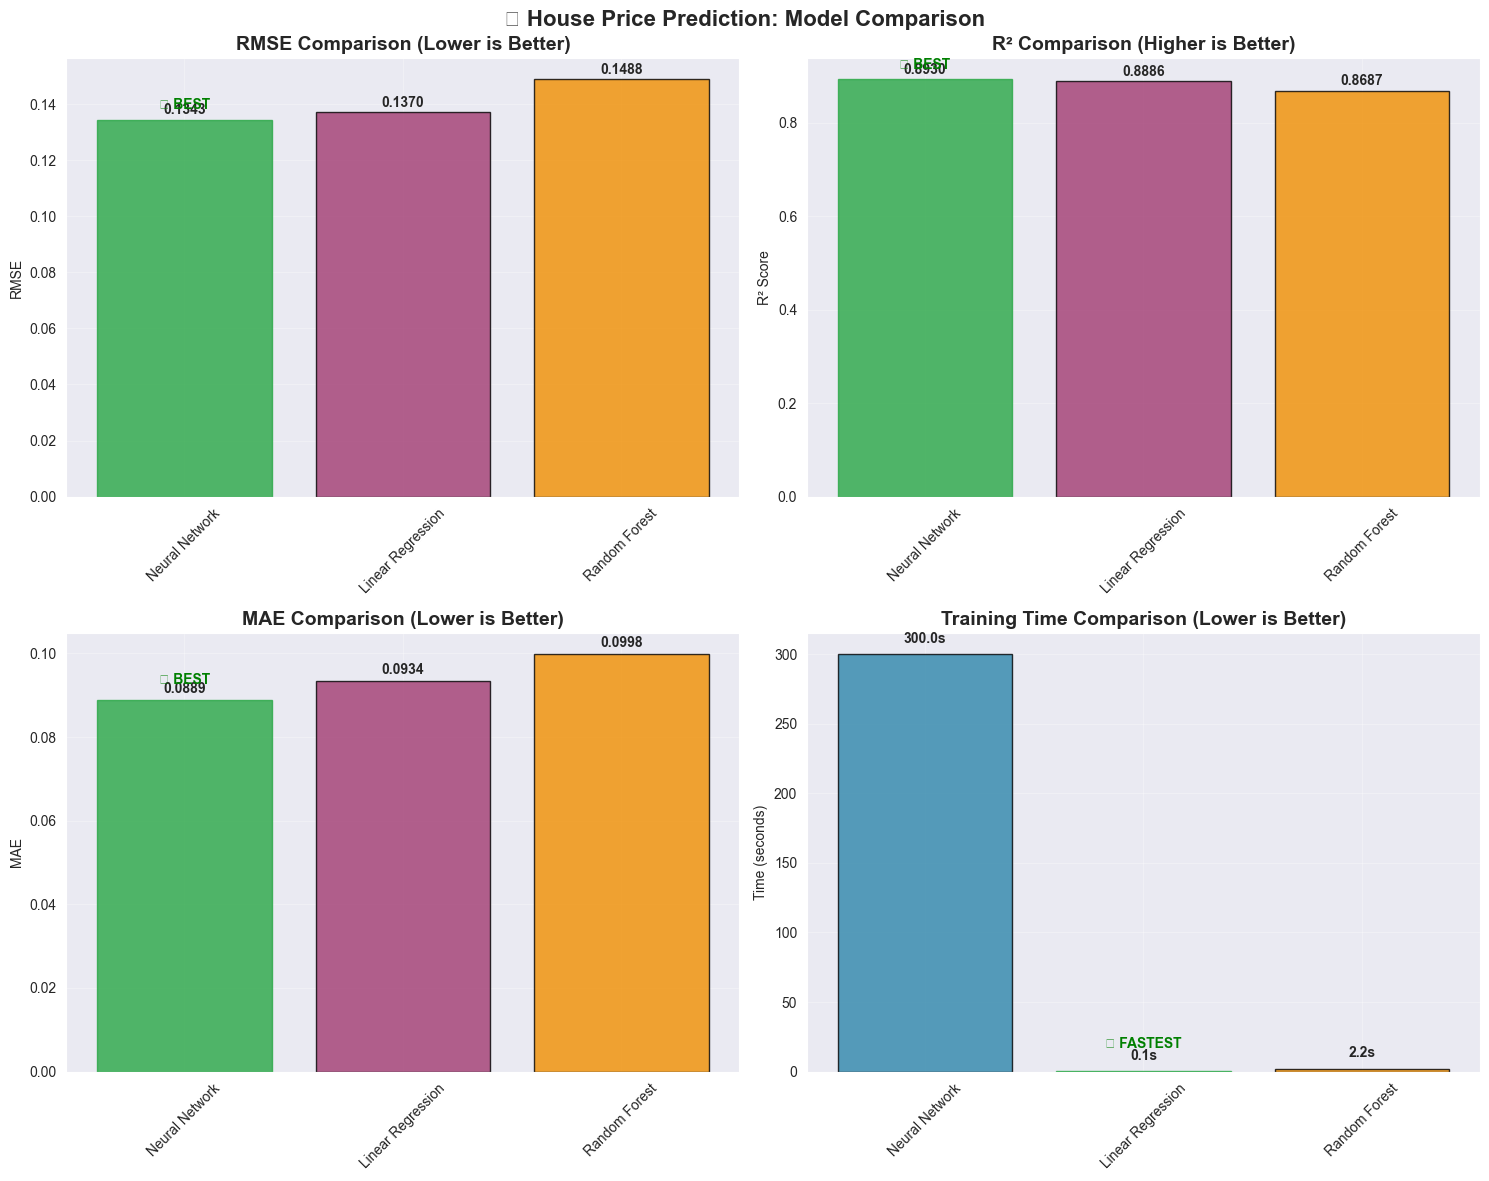 House Price Prediction: Model Comparison
RMSE Comparison (Lower is Better)
RMSE
0.14
0.12
0.10
0.08
0.06
0.04
0.02
0.00
BEST
0.1343
0.1370
0.1488
Neural Network
Linear Regression
Random Forest
R² Comparison (Higher is Better)
R² Score
0.8
0.6
0.4
0.2
0.0
BEST
0.8930
0.8886
0.8687
Neural Network
Linear Regression
Random Forest
MAE Comparison (Lower is Better)
MAE
0.10
0.08
0.06
0.04
0.02
0.00
BEST
0.0889
0.0934
0.0998
Neural Network
Linear Regression
Random Forest
Training Time Comparison (Lower is Better)
Time (seconds)
300
250
200
150
100
50
0
300.0s
FASTEST
0.1s
2.2s
Neural Network
Linear Regression
Random Forest